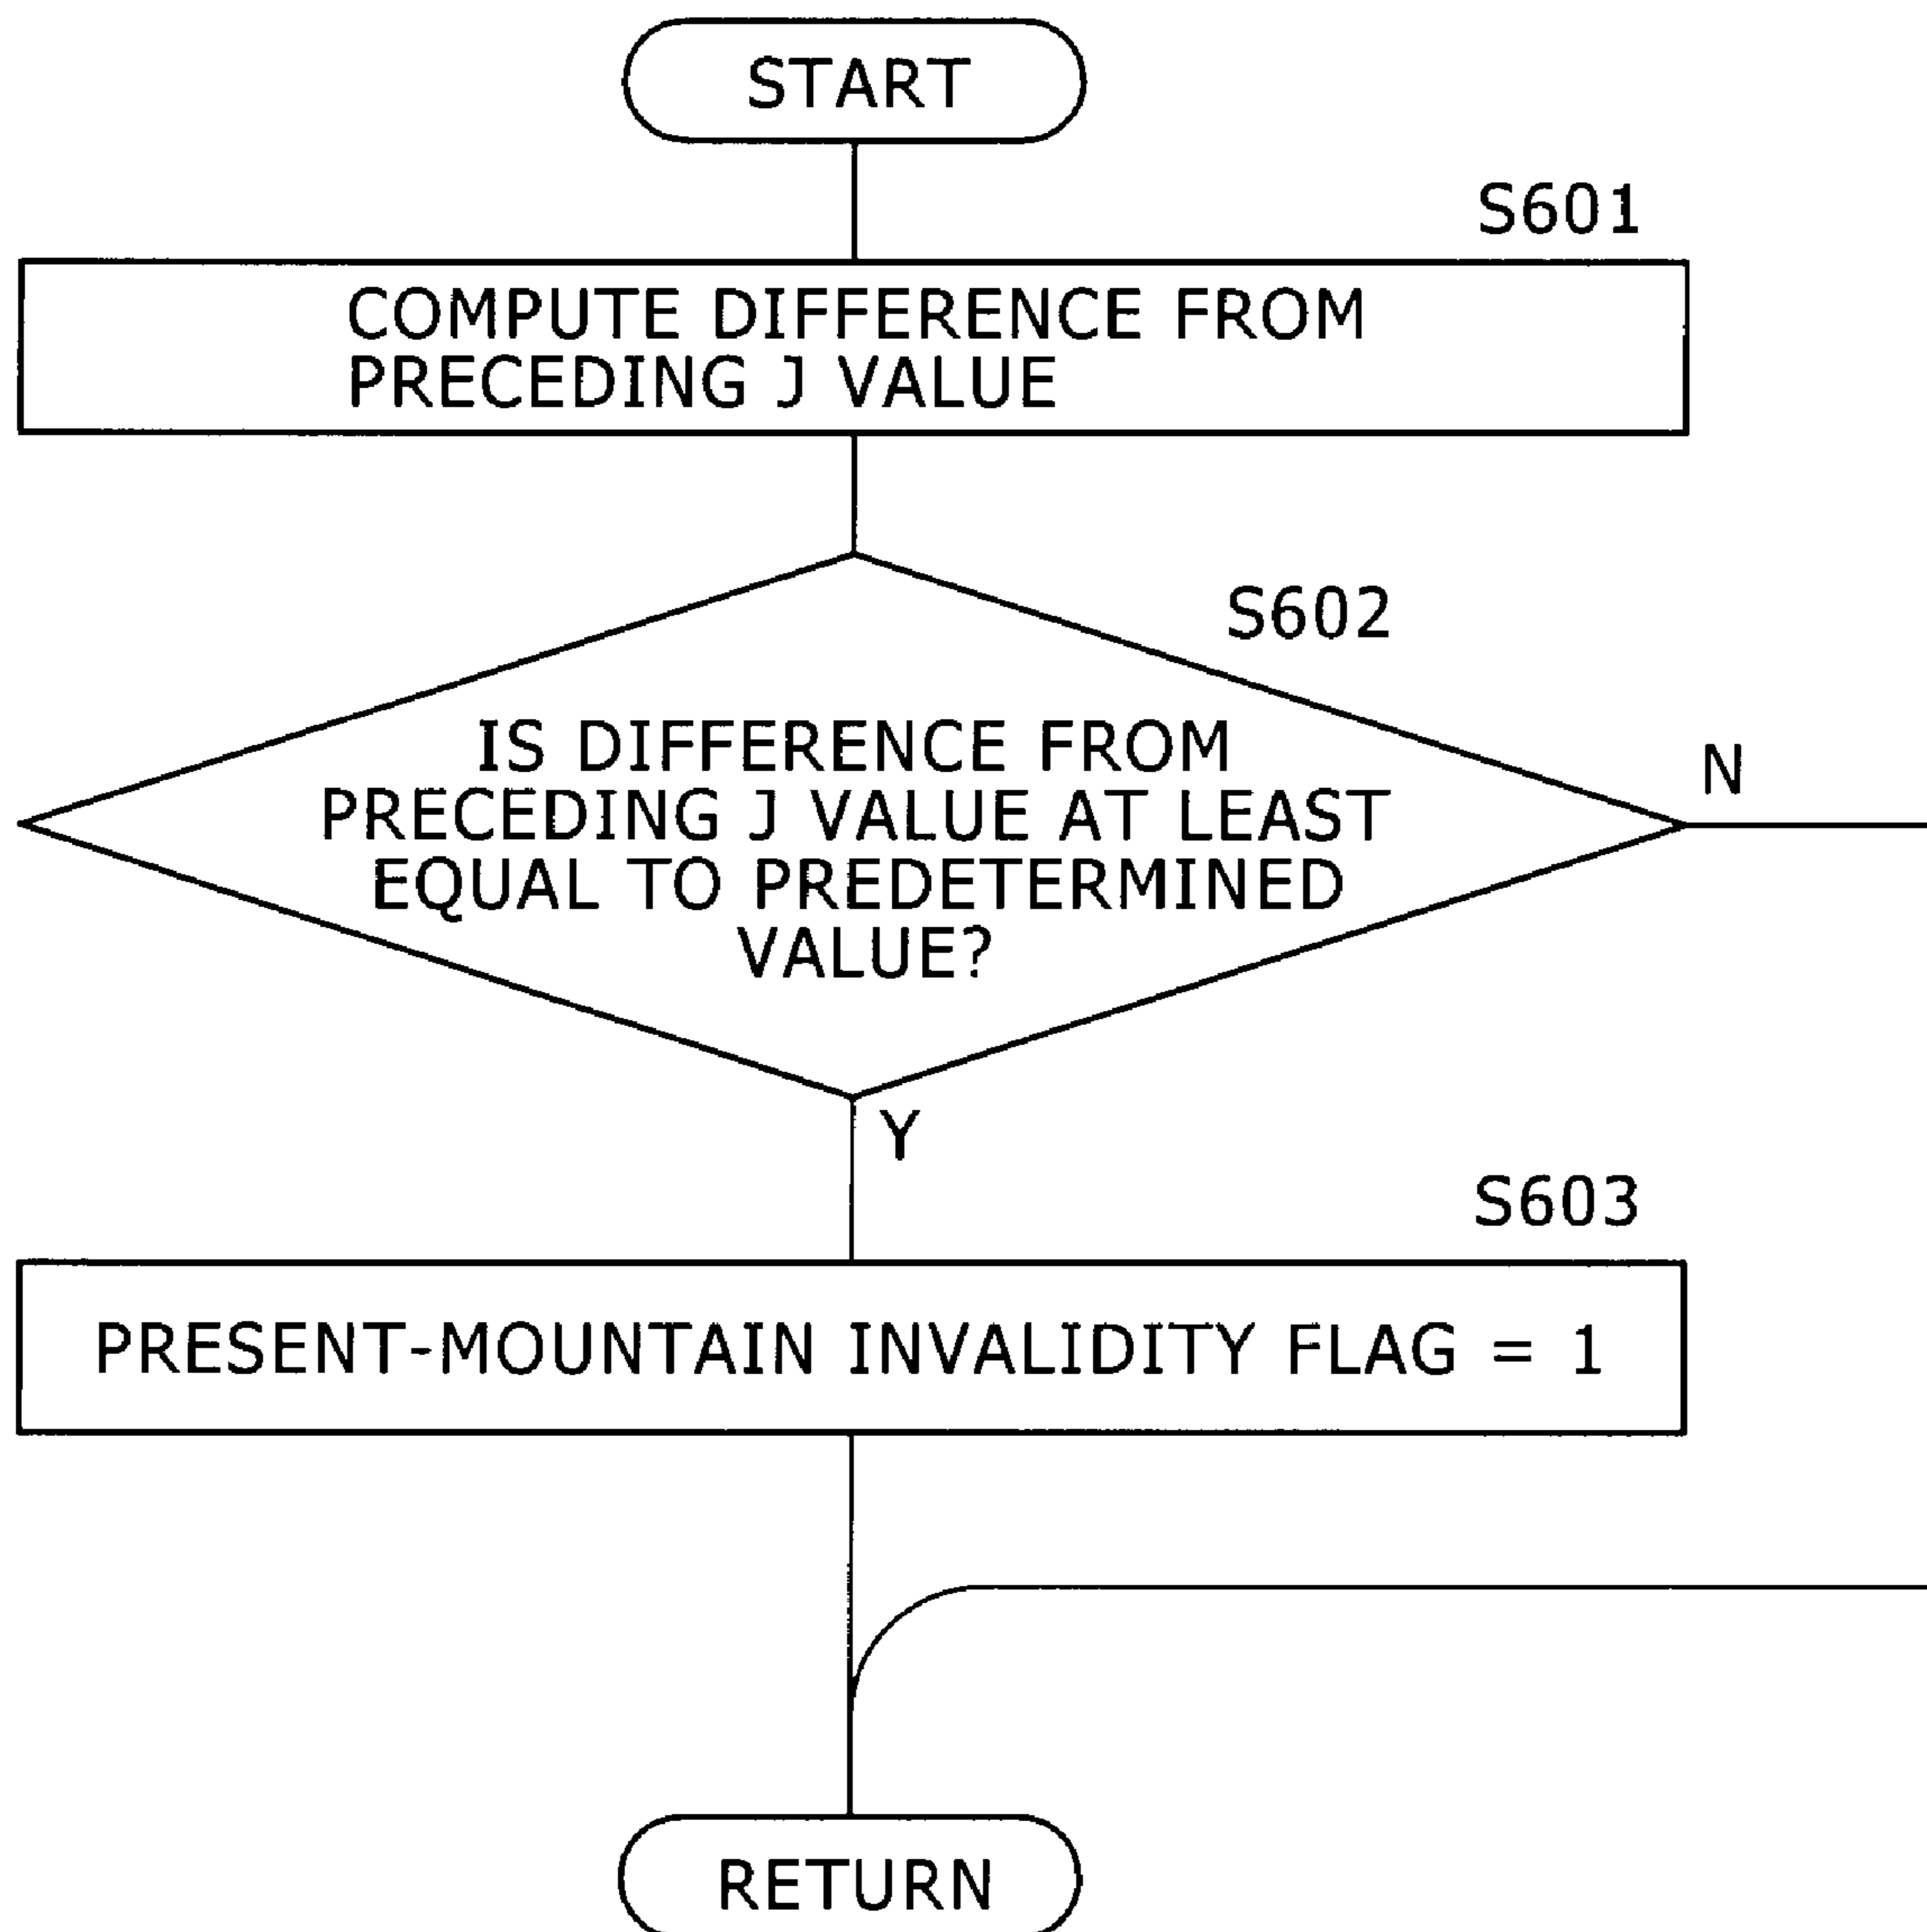 START
S601
COMPUTE DIFFERENCE FROM
PRECEDING J VALUE
S602
IS DIFFERENCE FROM
PRECEDING J VALUE AT LEAST
EQUAL TO PREDETERMINED
VALUE?
N
Y
S603
PRESENT-MOUNTAIN INVALIDITY FLAG = 1
RETURN